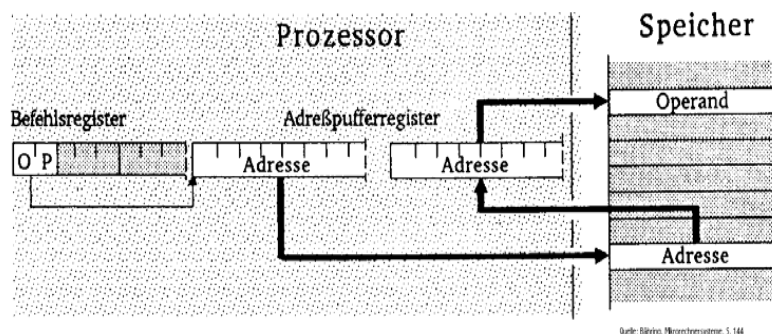 Prozessor
Speicher
Befehlsregister
Adreßpufferregister
Operand
O P
Adresse
Adresse
Adresse
Quelle: Bähring, Mikrorechnersysteme, S. 144